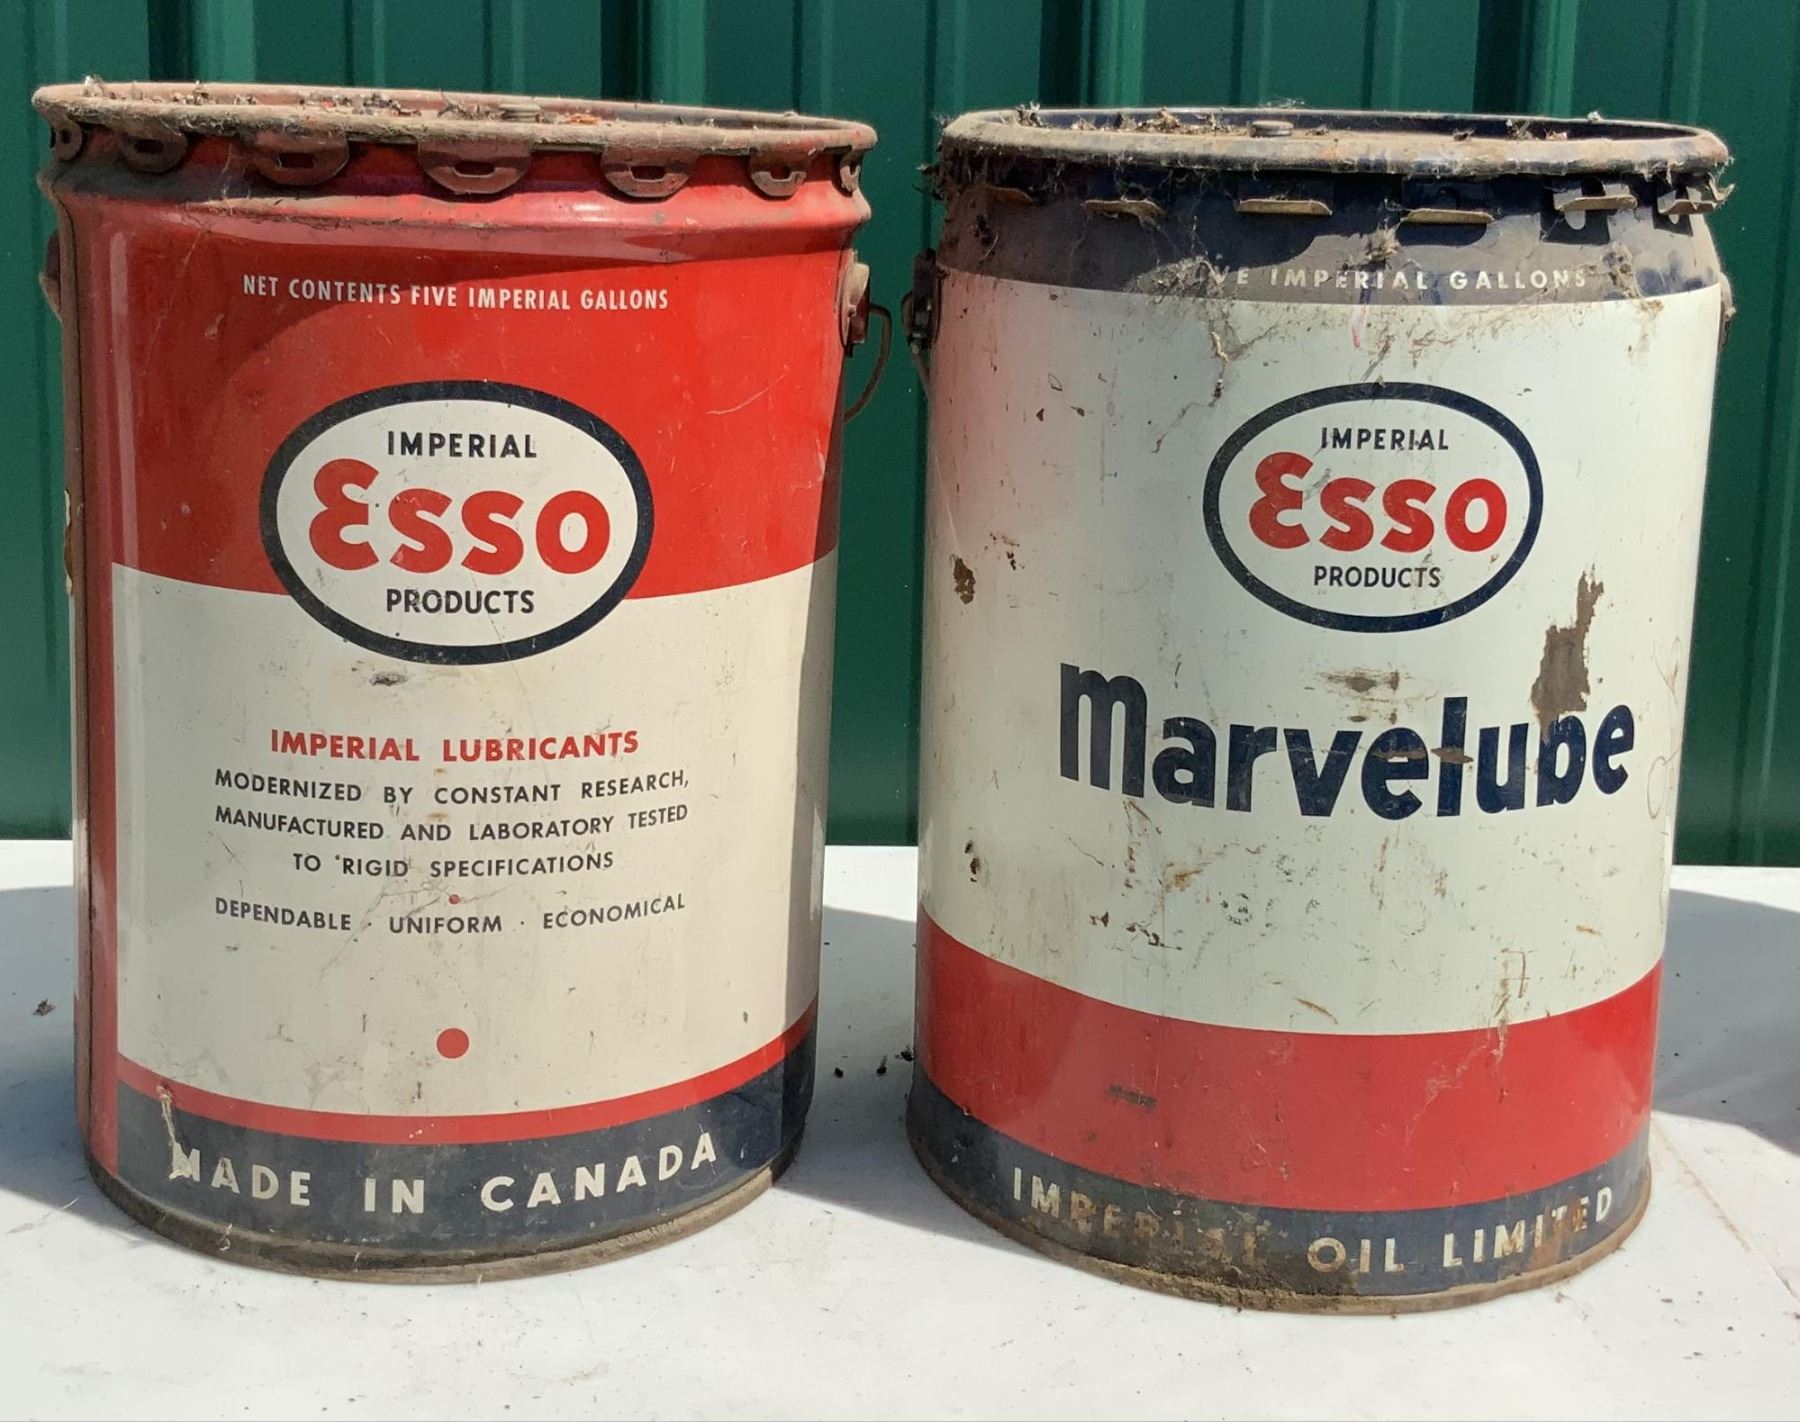 NET CONTENTS FIVE IMPERIAL GALLONS
IMPERIAL
Esso
PRODUCTS
IMPERIAL LUBRICANTS
MODERNIZED BY CONSTANT RESEARCH,
MANUFACTURED AND LABORATORY TESTED
TO RIGID SPECIFICATIONS
DEPENDABLE · UNIFORM · ECONOMICAL
MADE IN CANADA
IMPERIAL GALLONS
IMPERIAL
Esso
PRODUCTS
Marvelube
IMPERIAL OIL LIMITED